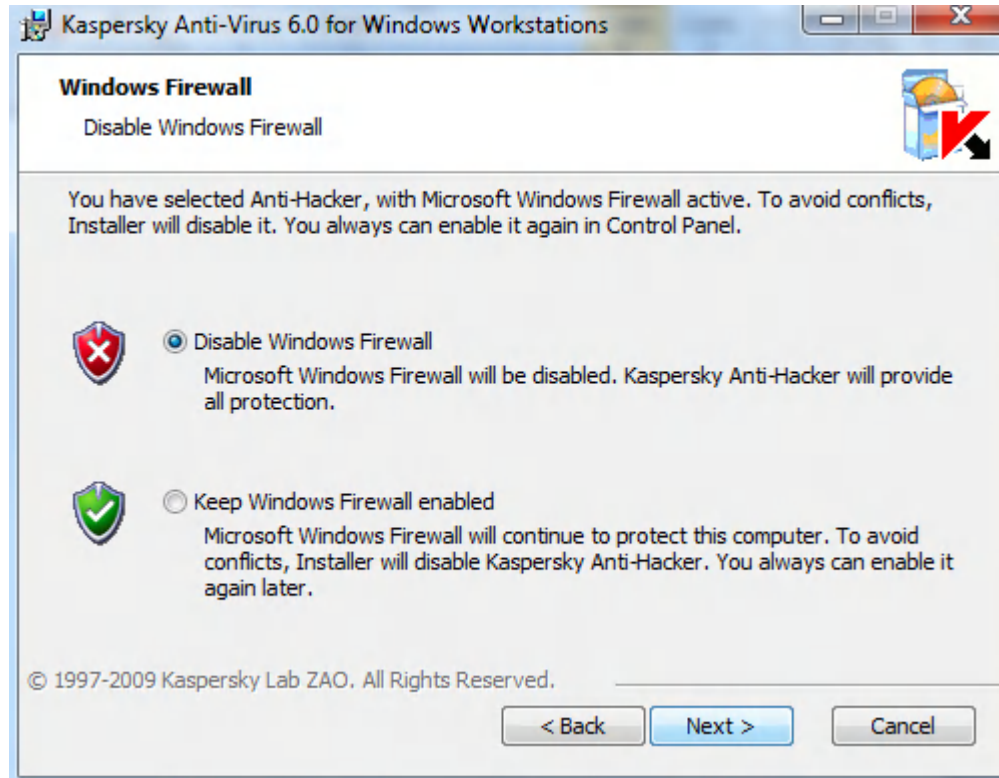 Kaspersky Anti-Virus 6.0 for Windows Workstations
Windows Firewall
Disable Windows Firewall
You have selected Anti-Hacker, with Microsoft Windows Firewall active. To avoid conflicts,
Installer will disable it. You always can enable it again in Control Panel.
Disable Windows Firewall
Microsoft Windows Firewall will be disabled. Kaspersky Anti-Hacker will provide
all protection.
Keep Windows Firewall enabled
Microsoft Windows Firewall will continue to protect this computer. To avoid
conflicts, Installer will disable Kaspersky Anti-Hacker. You always can enable it
again later.
© 1997-2009 Kaspersky Lab ZAO. All Rights Reserved.
< Back Next > Cancel